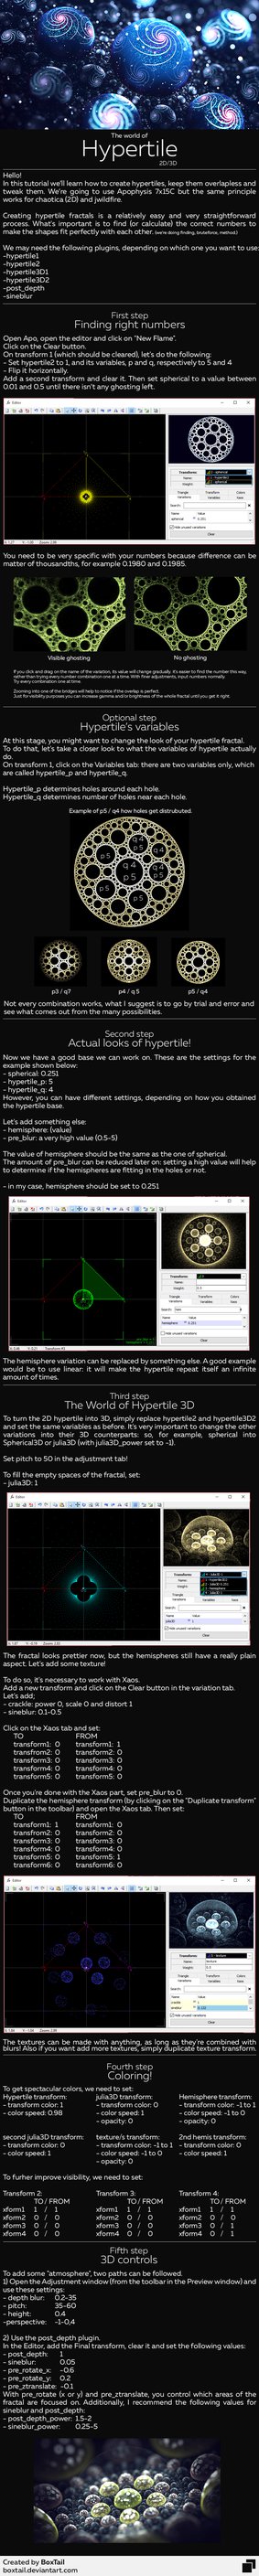 The world of
Hypertile
2D/3D
Hello!
In this tutorial we'll learn how to create hypertiles, keep them overlapless and
tweak them. We're going to use Apophysis 7x15C but the same principle
works for chaotica (2D) and jwildfire.
Creating hypertile fractals is a relatively easy and very straightforward
process. What's important is to find (or calculate) the correct numbers to
make the shapes fit perfectly with each other. (we're doing finding, bruteforce, method)
We may need the following plugins, depending on which one you want to use:
-hypertile1
-hypertile2
-hypertile3D1
-hypertile3D2
-post_depth
-sineblur
First step
Finding right numbers
Open Apo, open the editor and click on "New Flame".
Click on the Clear button.
On transform 1 (which should be cleared), let's do the following:
- Set hypertile2 to 1, and its variables, p and q, respectively to 5 and 4
- Flip it horizontally.
Add a second transform and clear it. Then set spherical to a value between
0.01 and 0.5 until there isn't any ghosting left.
You need to be very specific with your numbers because difference can be
matter of thousandths, for example 0.1980 and 0.1985.
Visible ghosting
No ghosting
If you click and drag on the name of the variation, its value will change gradually. It's easier to find the number this way,
rather than trying every number combination one at a time. With finer adjustments, input numbers normally.
Try every combination one at time.
Zooming into one of the bridges will help to notice if the overlap is perfect.
Just for visibility purposes you can increase gamma and/or brightness of the whole fractal until you get it right.
Optional step
Hypertile's variables
At this stage, you might want to change the look of your hypertile fractal.
To do that, let's take a closer look to what the variables of hypertile actually
do.
On transform 1, click on the Variables tab: there are two variables only, which
are called hypertile_p and hypertile_q.
Hypertile_p determines holes around each hole.
Hypertile_q determines number of holes near each hole.
Example of p5 / q4 how holes get distrubuted.
q 4
p 5
p3 / q7
p4 / q 5
p5 / q4
Not every combination works, what I suggest is to go by trial and error and
see what comes out from the many possibilities.
Second step
Actual looks of hypertile!
Now we have a good base we can work on. These are the settings for the
example shown below:
- spherical: 0.251
- hypertile_p: 5
- hypertile_q: 4
However, you can have different settings, depending on how you obtained
the hypertile base.
Let's add something else:
- hemisphere: (value)
- pre_blur: a very high value (0.5-5)
The value of hemisphere should be the same as the one of spherical.
The amount of pre_blur can be reduced later on: setting a high value will help
to determine if the hemispheres are fitting in the holes or not.
- in my case, hemisphere should be set to 0.251
The hemisphere variation can be replaced by something else. A good example
would be to use linear: it will make the hypertile repeat itself an infinite
amount of times.
Third step
The World of Hypertile 3D
To turn the 2D hypertile into 3D, simply replace hypertile2 and hypertile3D2
and set the same variables as before. It's important to change the other
variations into their 3D counterparts: so, for example, spherical into
Spherical3D or julia3D (with julia3D_power set to -1).
Set pitch to 50 in the adjustment tab!
To fill the empty spaces of the fractal, set:
- julia3D: 1
The fractal looks prettier now, but the hemispheres still have a really plain
aspect. Let's add some texture!
To do so, it's necessary to work with Xaos.
Add a new transform and click on the Clear button in the variation tab.
Let's add;
- crackle: power 0, scale 0 and distort 1
- sineblur: 0.1-0.5
Click on the Xaos tab and set:
TO FROM
transform1: 0 transform1: 1
transform2: 0 transform2: 0
transform3: 0 transform3: 0
transform4: 0 transform4: 0
transform5: 0 transform5: 0
Once you're done with the Xaos part, set pre_blur to 0.
Duplicate the hemisphere transform (by clicking on the "Duplicate transform"
button in the toolbar) and open the Xaos tab. Then set:
TO FROM
transform1: 1 transform1: 0
transform2: 0 transform2: 0
transform3: 0 transform3: 0
transform4: 0 transform4: 0
transform5: 0 transform5: 1
transform6: 0 transform6: 0
The textures can be made with anything, as long as they're combined with
blurs! Also if you want add more textures, simply duplicate texture transform.
Fourth step
Coloring!
To get spectacular colors, we need to set:
Hypertile transform: julia3D transform: Hemisphere transform:
- transform color: 1 - transform color: 0 - transform color: -1 to 1
- color speed: 0.98 - color speed: 1 - color speed: -1 to 0
- opacity: 0 - opacity: 0
second julia3D transform: texture/s transform: 2nd hemis transform:
- transform color: 0 - transform color: -1 to 1 - transform color: 0
- color speed: 1 - color speed: -1 to 0 - color speed: 1
- opacity: 0
To furher improve visibility, we need to set:
Transform 2: Transform 3: Transform 4:
TO / FROM TO / FROM TO / FROM
xform1 1 / 1 xform1 1 / 1 xform1 1 / 1
xform2 0 / 0 xform2 0 / 0 xform2 0 / 0
xform3 0 / 0 xform3 0 / 0 xform3 0 / 1
xform4 0 / 0 xform4 0 / 0 xform4 0 / 1
Fifth step
3D controls
To add some "atmosphere", two paths can be followed.
1) Open the Adjustment window (from the toolbar in the Preview window) and
use these settings:
- depth blur: 0.2-35
- pitch: 35-60
- height: 0.4
-perspective: -1-0,4
2) Use the post_depth plugin.
In the Editor, add the Final transform, clear it and set the following values:
- post_depth: 1
- sineblur: 0.05
- pre_rotate_x: -0.6
- pre_rotate_y: 0.2
- pre_ztranslate: -0.1
With pre_rotate (x or y) and pre_ztranslate, you control which areas of the
fractal are focused on. Additionally, I recommend the following values for
sineblur and post_depth:
- post_depth_power: 1.5-2
- sineblur_power: 0.25-5
Created by BoxTail
boxtail.deviantart.com